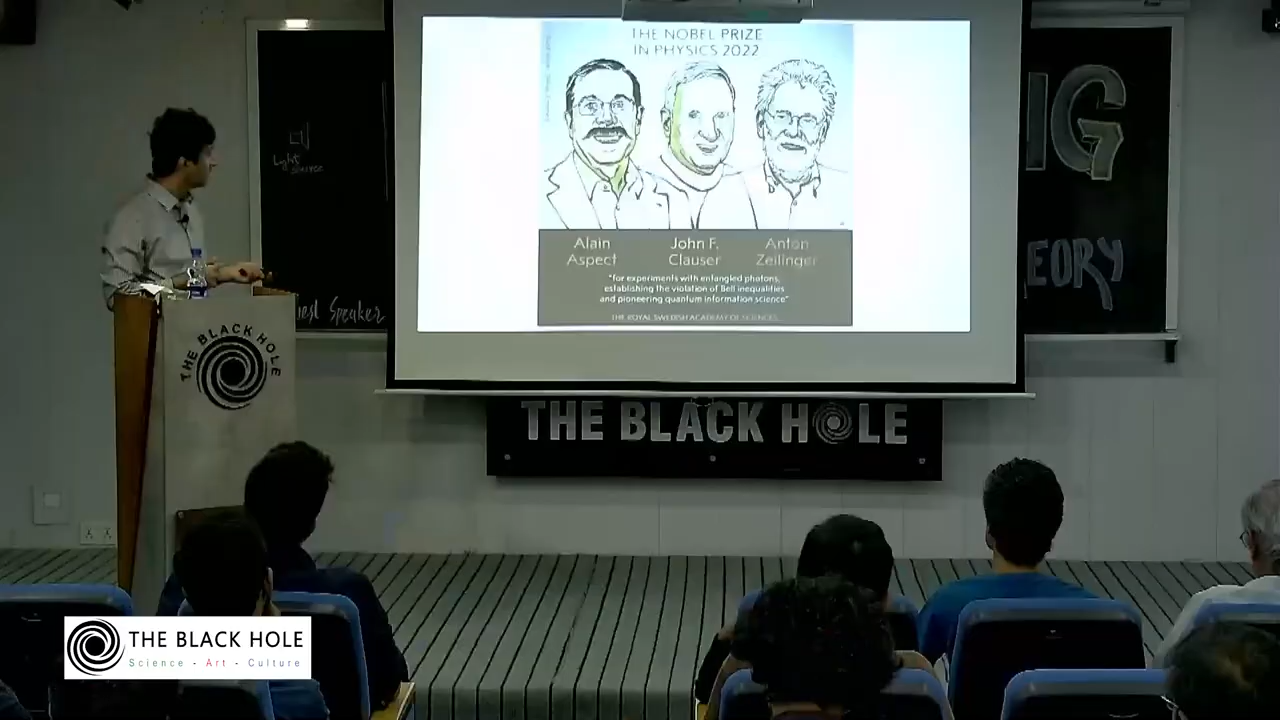 THE NOBEL PRIZE
IN PHYSICS 2022
Alain
Aspect
John F.
Clauser
Anton
Zeilinger
"for experiments with entangled photons,
establishing the violation of Bell inequalities
and pioneering quantum information science"
THE ROYAL SWEDISH ACADEMY OF SCIENCES
Light
source
Speaker
IG
EORY
THE BLACK HOLE
THE BLACK HOLE
THE BLACK HOLE
Science - Art - Culture